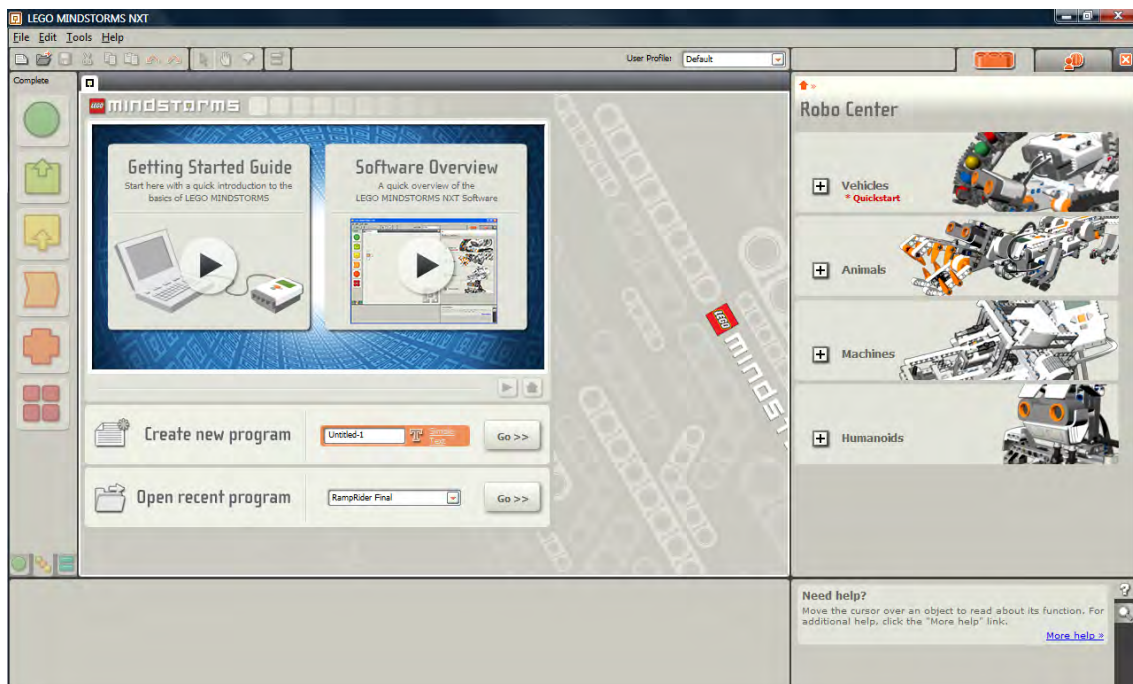 LEGO MINDSTORMS NXT
File Edit Tools Help
User Profile: Default
Complete
LEGO mindstorms
Getting Started Guide
Start here with a quick introduction to the
basics of LEGO MINDSTORMS
Software Overview
A quick overview of the
LEGO MINDSTORMS NXT Software
LEGO mindstorms
Create new program
Untitled-1
Go >>
Open recent program
RampRider Final
Go >>
Robo Center
Vehicles
* Quickstart
Animals
Machines
Humanoids
Need help?
Move the cursor over an object to read about its function. For
additional help, click the "More help" link.
More help »